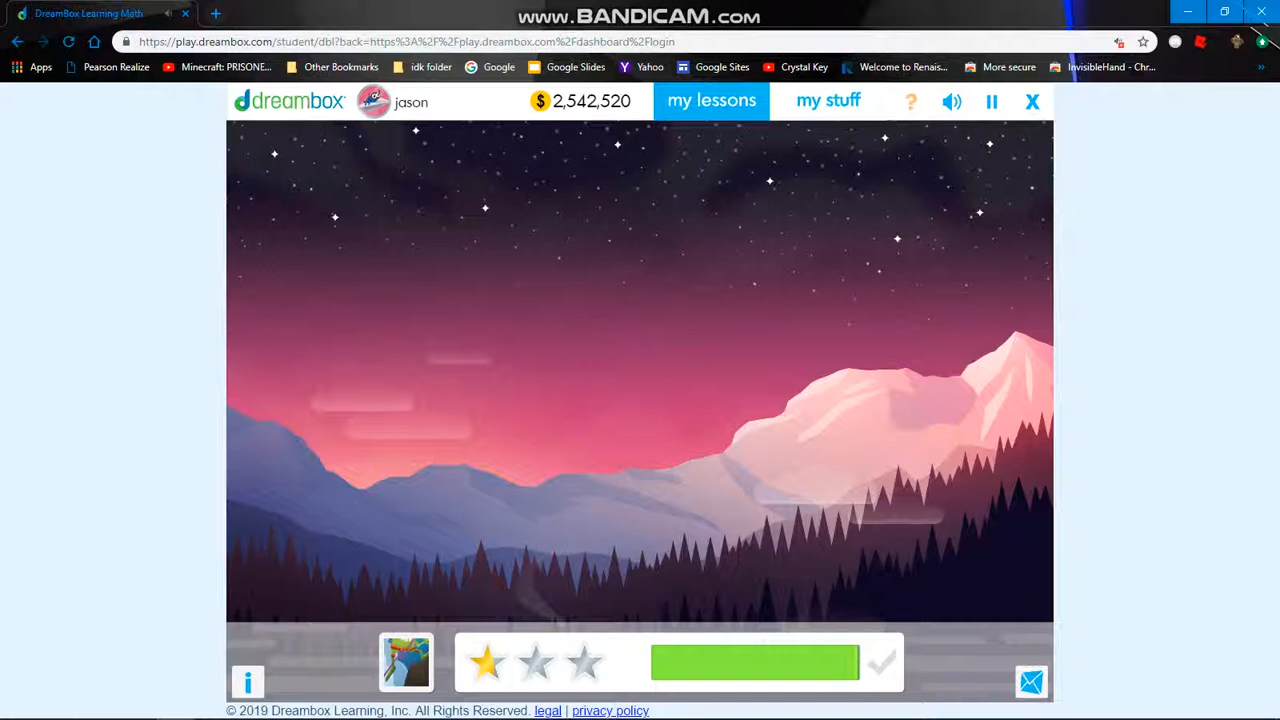 DreamBox Learning Math
www.BANDICAM.com
https://play.dreambox.com/student/dbl?back=https%3A%2F%2Fplay.dreambox.com%2Fdashboard%2Flogin
Apps Pearson Realize Minecraft: PRISONE... Other Bookmarks idk folder Google Google Slides Yahoo Google Sites Crystal Key Welcome to Renais... More secure InvisibleHand - Chr... »
dreambox jason $ 2,542,520 my lessons my stuff ? X
i
© 2019 Dreambox Learning, Inc. All Rights Reserved. legal | privacy policy